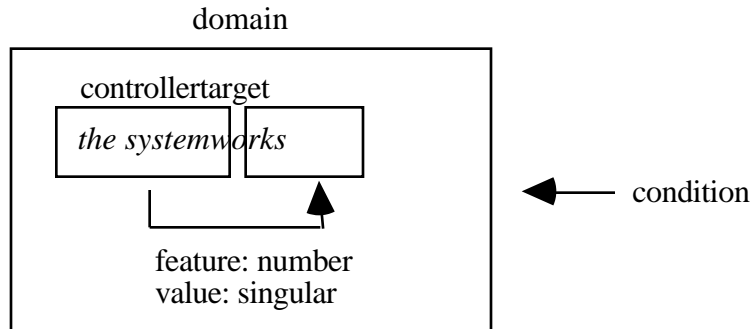 domain
controllertarget
the systemworks
condition
feature: number
value: singular